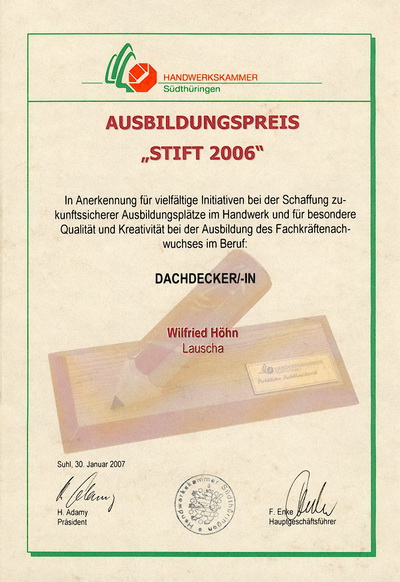 HANDWERKSKAMMER
Südthüringen
AUSBILDUNGSPREIS
„STIFT 2006“
In Anerkennung für vielfältige Initiativen bei der Schaffung zu-
kunftssicherer Ausbildungsplätze im Handwerk und für besondere
Qualität und Kreativität bei der Ausbildung des Fachkräftenach-
wuchses im Beruf:
DACHDECKER/-IN
Wilfried Höhn
Lauscha
Suhl, 30. Januar 2007
H. Adamy
Präsident
Handwerkskammer Südthüringen
F. Enke
Hauptgeschäftsführer